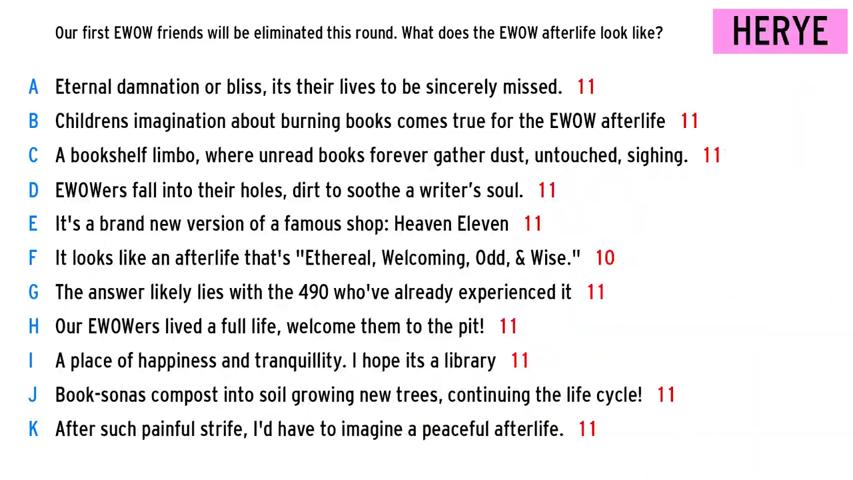 Our first EWOW friends will be eliminated this round. What does the EWOW afterlife look like?
HERYE
A Eternal damnation or bliss, its their lives to be sincerely missed. 11
B Childrens imagination about burning books comes true for the EWOW afterlife 11
C A bookshelf limbo, where unread books forever gather dust, untouched, sighing. 11
D EWOWers fall into their holes, dirt to soothe a writer's soul. 11
E It's a brand new version of a famous shop: Heaven Eleven 11
F It looks like an afterlife that's "Ethereal, Welcoming, Odd, & Wise." 10
G The answer likely lies with the 490 who've already experienced it 11
H Our EWOWers lived a full life, welcome them to the pit! 11
I A place of happiness and tranquillity. I hope its a library 11
J Book-sonas compost into soil growing new trees, continuing the life cycle! 11
K After such painful strife, I'd have to imagine a peaceful afterlife. 11